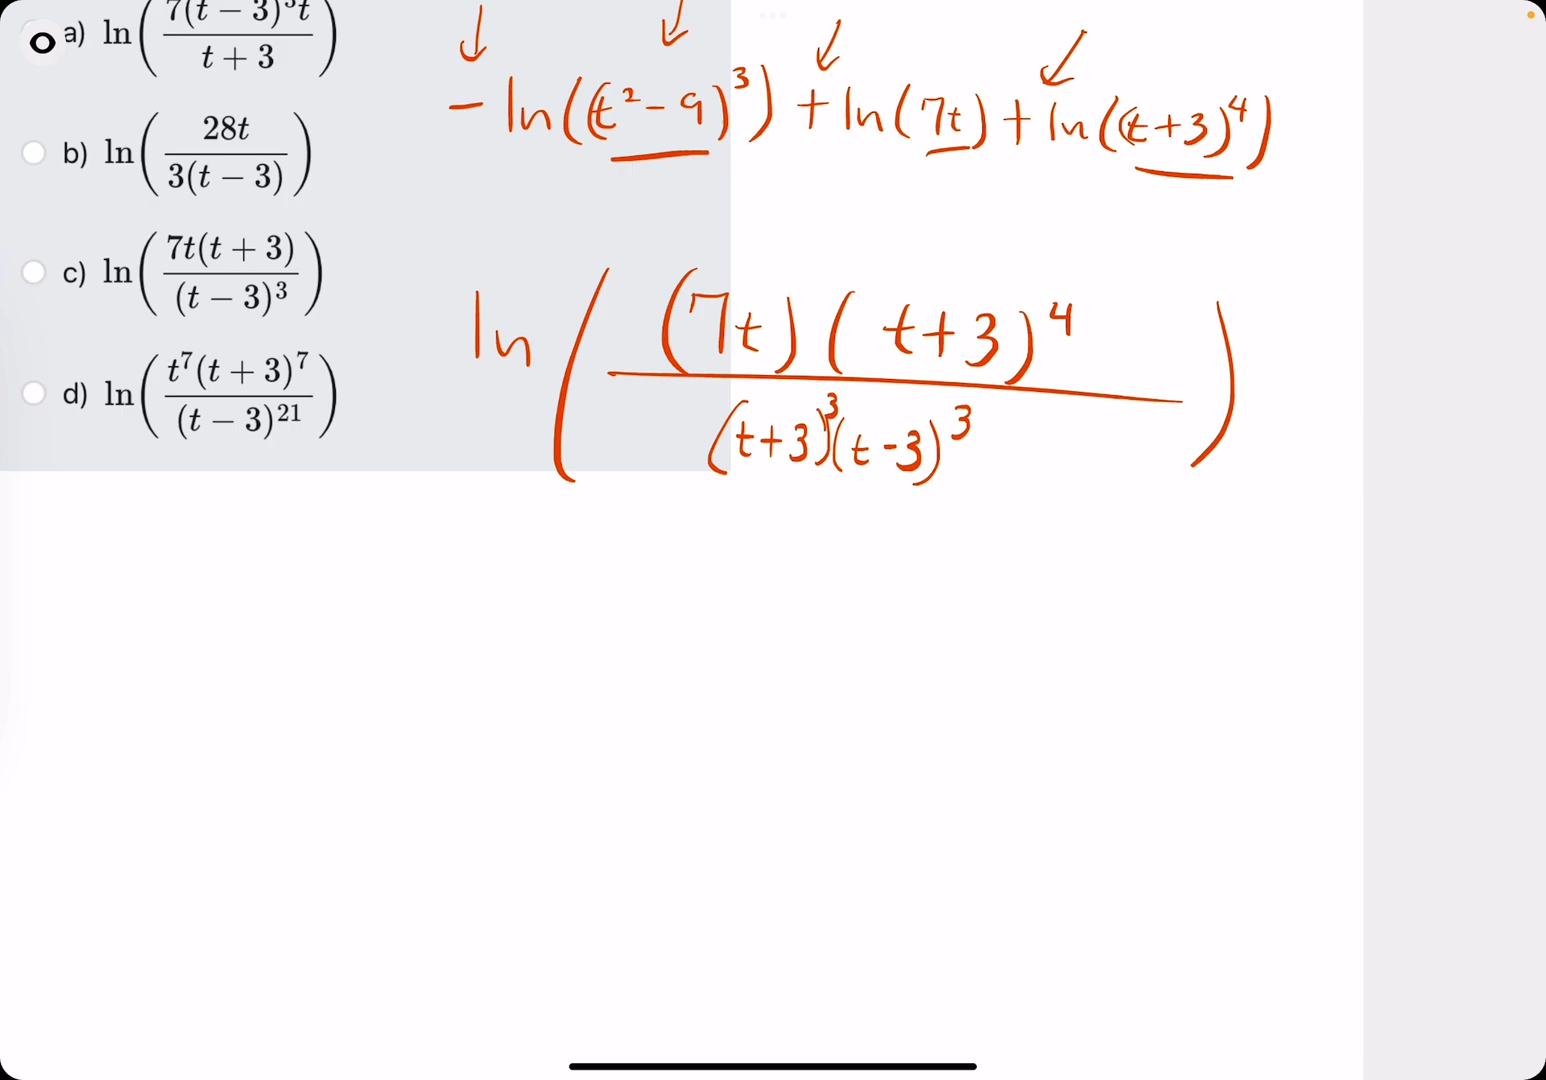 a) ln(7(t − 3)³t / t + 3)
b) ln(28t / 3(t − 3))
c) ln(7t(t + 3) / (t − 3)³)
d) ln(t⁷(t + 3)⁷ / (t − 3)²¹)
− ln((t² − 9)³) + ln(7t) + ln((t+3)⁴)
ln((7t)(t+3)⁴ / (t+3)³(t-3)³)